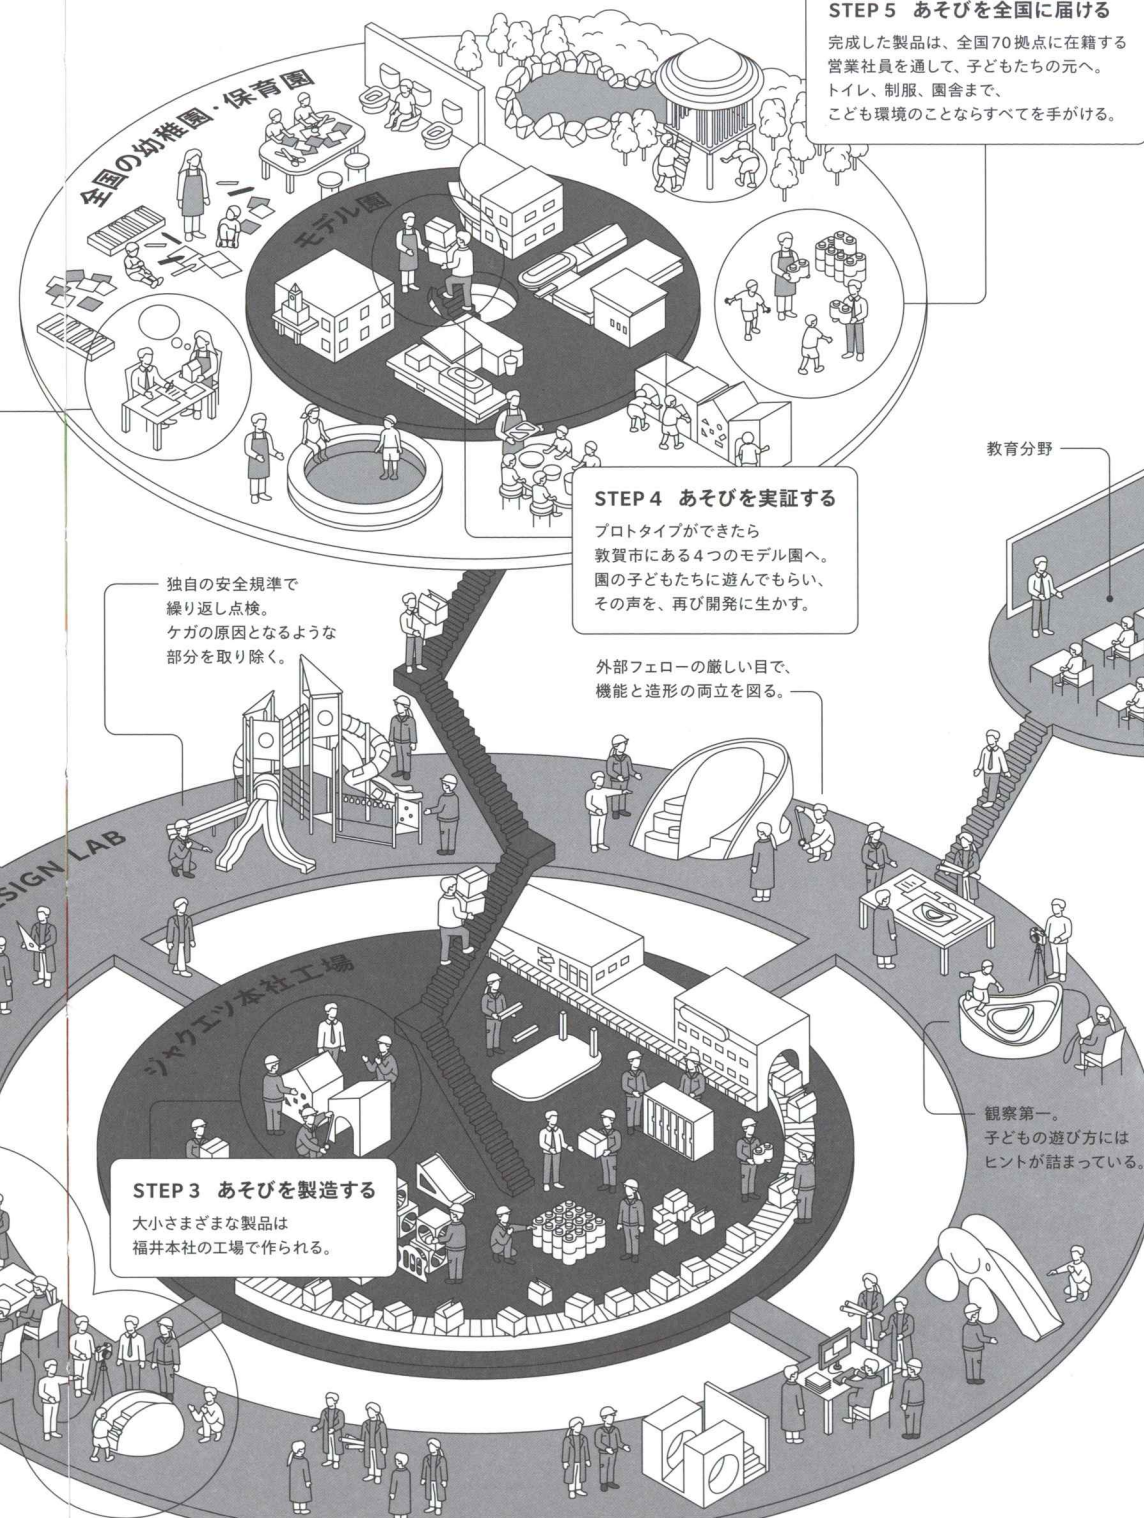 STEP 5 あそびを全国に届ける
完成した製品は、全国70拠点に在籍する
営業社員を通して、子どもたちの元へ。
トイレ、制服、園舎まで、
こども環境のことならすべてを手がける。
全国の幼稚園・保育園
モデル園
教育分野
STEP 4 あそびを実証する
プロトタイプができたら
敦賀市にある4つのモデル園へ。
園の子どもたちに遊んでもらい、
その声を、再び開発に生かす。
独自の安全規準で
繰り返し点検。
ケガの原因となるような
部分を取り除く。
外部フェローの厳しい目で、
機能と造形の両立を図る。
ESIGN LAB
ジャクエツ本社工場
観察第一。
子どもの遊び方には
ヒントが詰まっている。
STEP 3 あそびを製造する
大小さまざまな製品は
福井本社の工場で作られる。